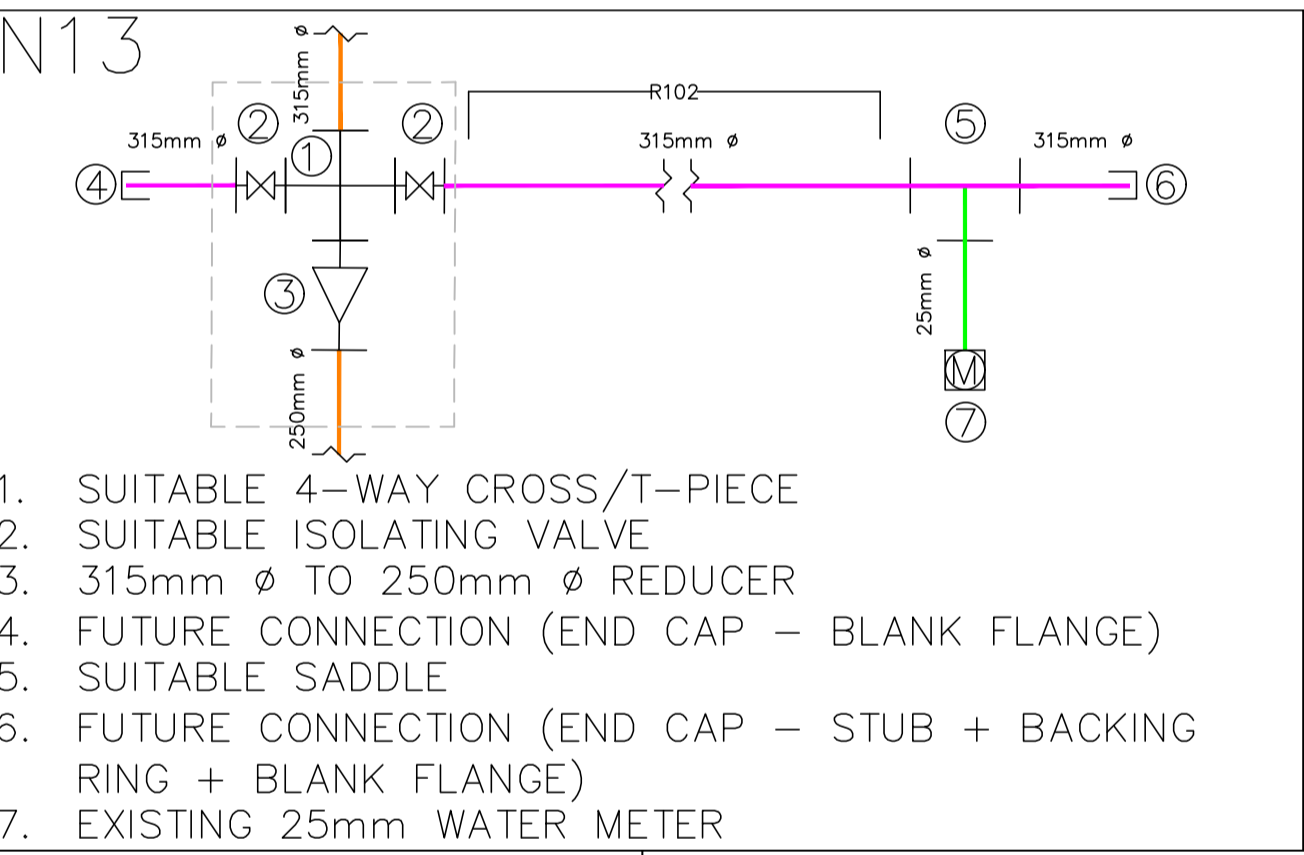 N13
315mm ø
R102
315mm ø
②
②
①
④
315mm ø
⑤
315mm ø
⑥
③
25mm ø
250mm ø
M
⑦
1. SUITABLE 4-WAY CROSS/T-PIECE
2. SUITABLE ISOLATING VALVE
3. 315mm ø TO 250mm ø REDUCER
4. FUTURE CONNECTION (END CAP - BLANK FLANGE)
5. SUITABLE SADDLE
6. FUTURE CONNECTION (END CAP - STUB + BACKING
RING + BLANK FLANGE)
7. EXISTING 25mm WATER METER